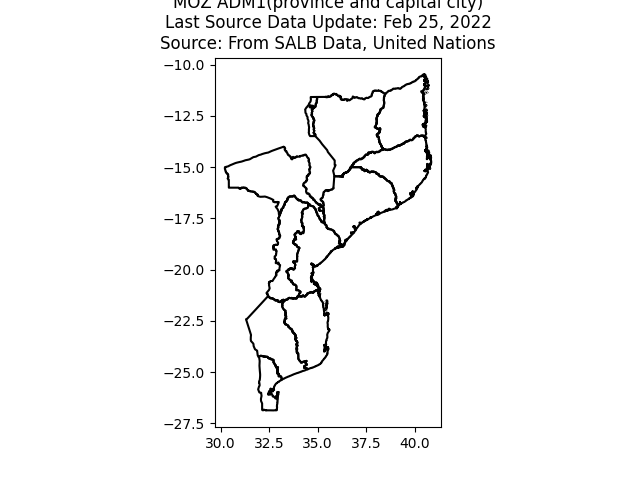 MOZ ADM1(province and capital city)
Last Source Data Update: Feb 25, 2022
Source: From SALB Data, United Nations
−10.0
−12.5
−15.0
−17.5
−20.0
−22.5
−25.0
−27.5
30.0 32.5 35.0 37.5 40.0